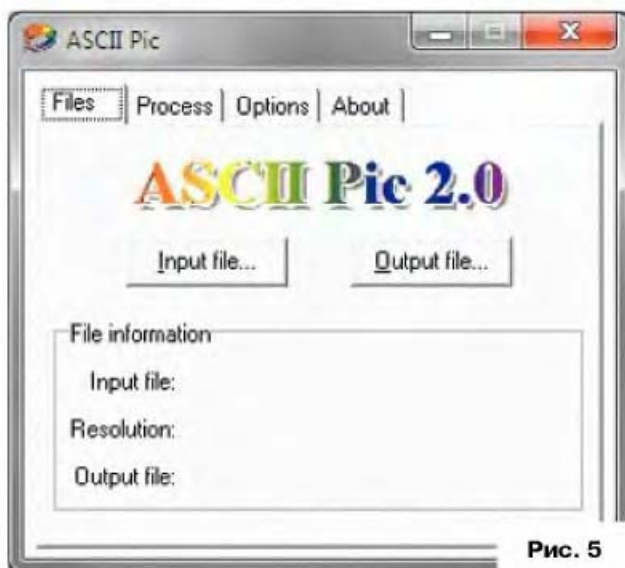 ASCII Pic
Files Process Options About
ASCII Pic 2.0
Input file... Output file...
File information
Input file:
Resolution:
Output file:
Рис. 5